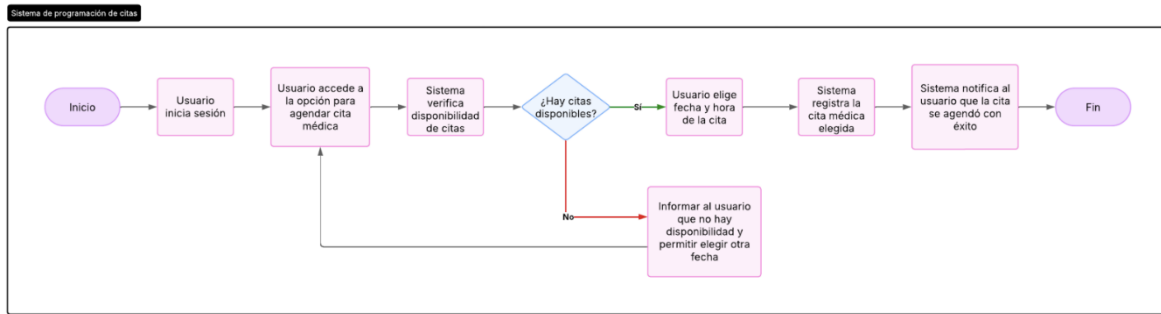 Sistema de programación de citas
Inicio
Usuario
inicia sesión
Usuario accede a
la opción para
agendar cita
médica
Sistema
verifica
disponibilidad
de citas
¿Hay citas
disponibles?
Sí
Usuario elige
fecha y hora
de la cita
Sistema
registra la
cita médica
elegida
Sistema notifica al
usuario que la cita
se agendó con
éxito
Fin
No
Informar al usuario
que no hay
disponibilidad y
permitir elegir otra
fecha